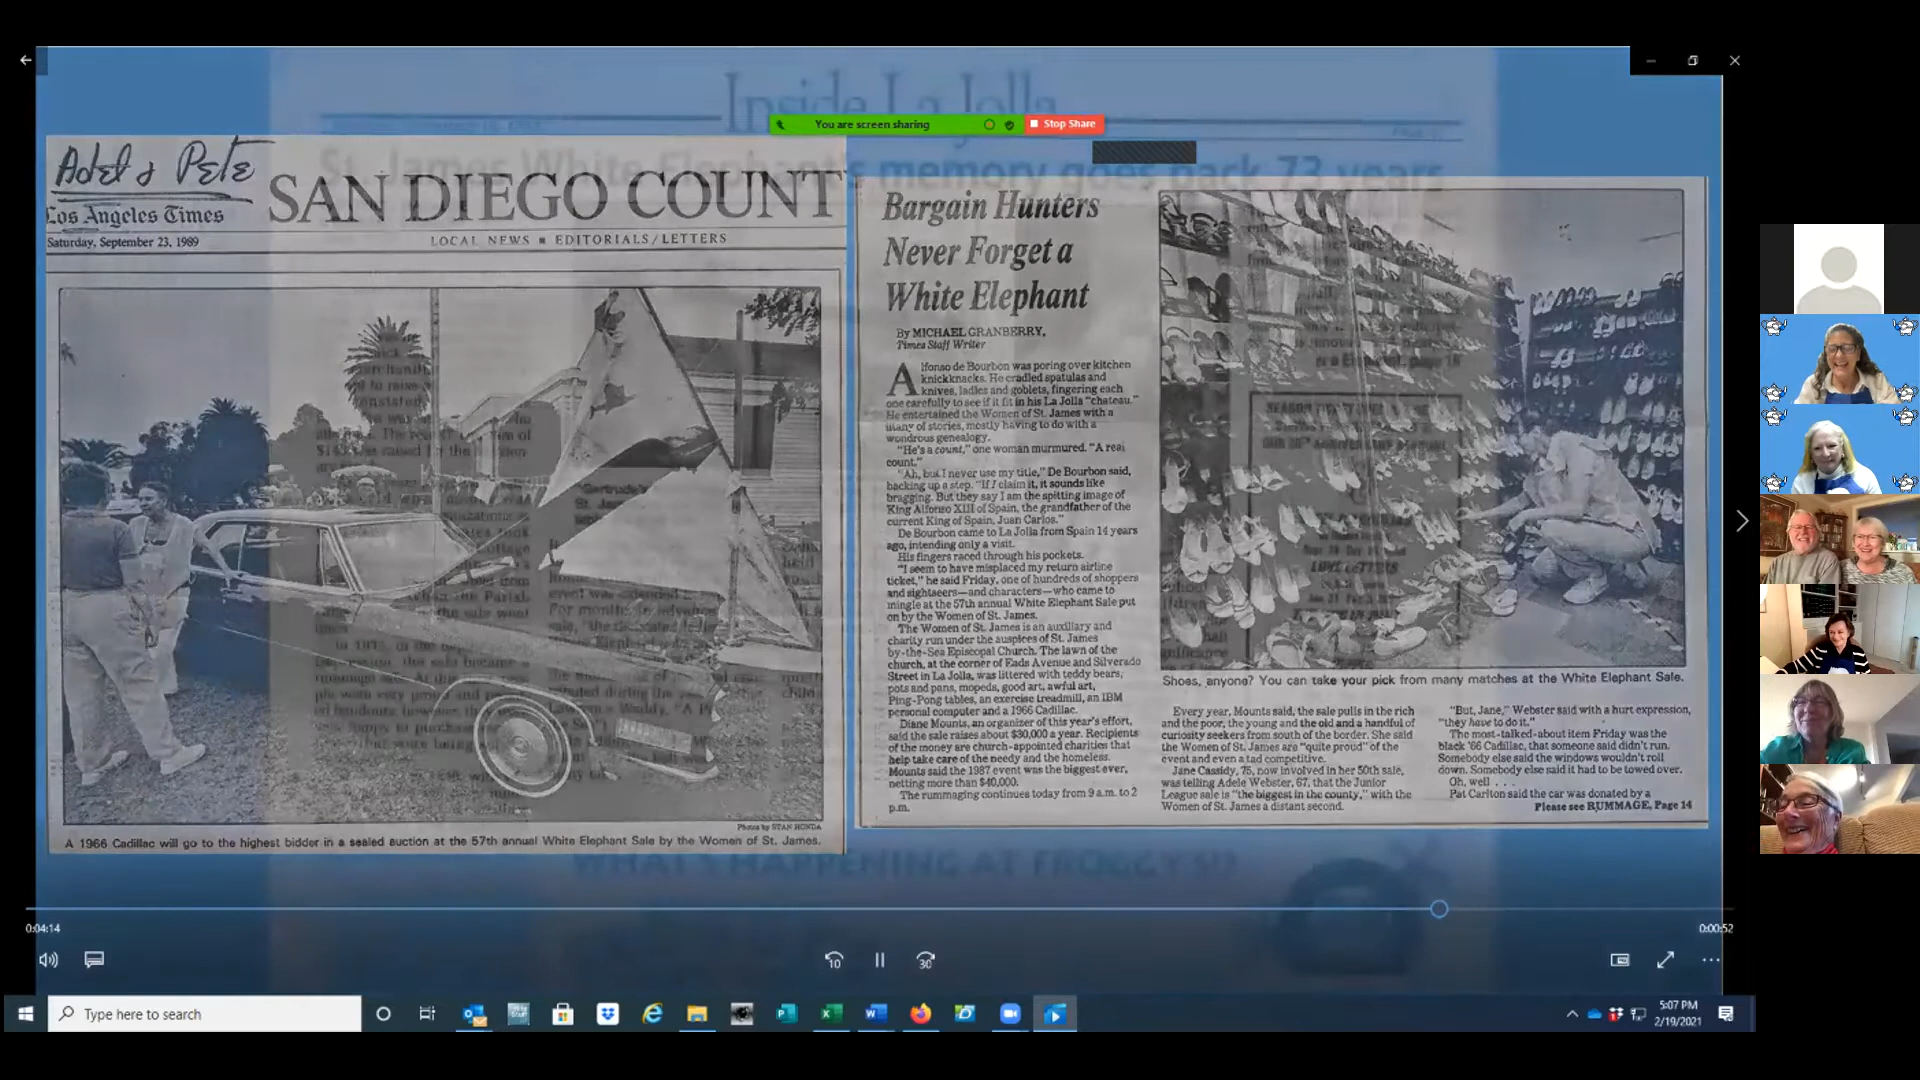 Inside La Jolla
You are screen sharing
Stop Share
St. James White Elephant's memory goes back 73 years
Adel & Pete
Los Angeles Times
Saturday, September 23, 1989
SAN DIEGO COUNT
LOCAL NEWS ■ EDITORIALS/LETTERS
Photos by STAN HONDA
A 1966 Cadillac will go to the highest bidder in a sealed auction at the 57th annual White Elephant Sale by the Women of St. James.
Bargain Hunters
Never Forget a
White Elephant
By MICHAEL GRANBERRY,
Times Staff Writer
Alfonso de Bourbon was poring over kitchen
knickknacks. He cradled spatulas and
knives, ladles and goblets, fingering each
one carefully to see if it fit in his La Jolla "chateau."
He entertained the Women of St. James with a
litany of stories, mostly having to do with a
wondrous genealogy.
"He's a count," one woman murmured. "A real
count."
"Ah, but I never use my title," De Bourbon said,
backing up a step. "If I claim it, it sounds like
bragging. But they say I am the spitting image of
King Alfonso XIII of Spain, the grandfather of the
current King of Spain, Juan Carlos."
De Bourbon came to La Jolla from Spain 14 years
ago, intending only a visit.
His fingers raced through his pockets.
"I seem to have misplaced my return airline
ticket," he said Friday, one of hundreds of shoppers
and sightseers—and characters—who came to
mingle at the 57th annual White Elephant Sale put
on by the Women of St. James.
The Women of St. James is an auxiliary and
charity run under the auspices of St. James
by-the-Sea Episcopal Church. The lawn of the
church, at the corner of Eads Avenue and Silverado
Street in La Jolla, was littered with teddy bears,
pots and pans, mopeds, good art, awful art,
Ping-Pong tables, an exercise treadmill, an IBM
personal computer and a 1966 Cadillac.
Diane Mounts, an organizer of this year's effort,
said the sale raises about $30,000 a year. Recipients
of the money are church-appointed charities that
help take care of the needy and the homeless.
Mounts said the 1987 event was the biggest ever,
netting more than $40,000.
The rummaging continues today from 9 a.m. to 2
p.m.
Shoes, anyone? You can take your pick from many matches at the White Elephant Sale.
Every year, Mounts said, the sale pulls in the rich
and the poor, the young and the old and a handful of
curiosity seekers from south of the border. She said
the Women of St. James are "quite proud" of the
event and even a tad competitive.
Jane Cassidy, 75, now involved in her 50th sale,
was telling Adele Webster, 67, that the Junior
League sale is "the biggest in the county," with the
Women of St. James a distant second.
"But, Jane," Webster said with a hurt expression,
"they have to do it."
The most-talked-about item Friday was the
black '66 Cadillac, that someone said didn't run.
Somebody else said the windows wouldn't roll
down. Somebody else said it had to be towed over.
Oh, well . . .
Pat Carlton said the car was donated by a
Please see RUMMAGE, Page 14
WHAT'S HAPPENING AT FROGGY'S!?
0:04:14
0:00:52
10
30
Type here to search
5:07 PM
2/19/2021